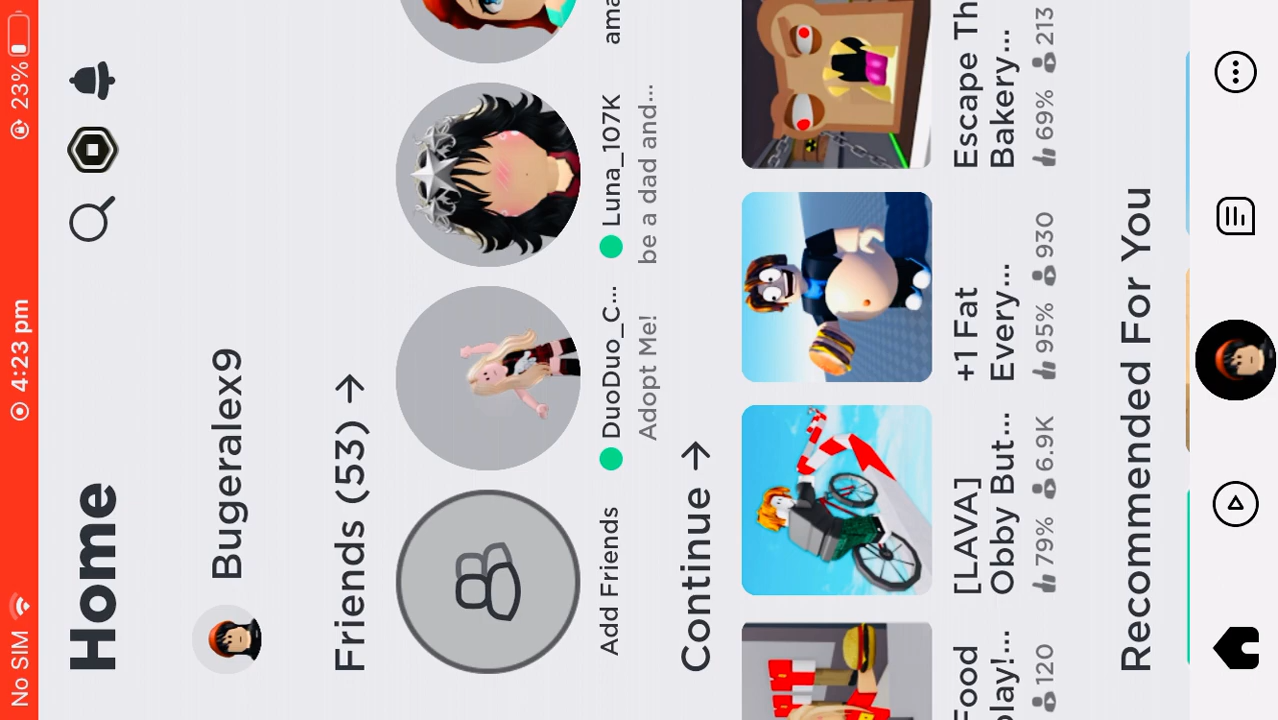 No SIM 4:23 pm 23%
Home
Bugeralex9
Friends (53) →
Add Friends
DuoDuo_C...
Adopt Me!
Luna_107K
be a dad and...
ama
Continue →
Food
play!...
120
[LAVA]
Obby But...
79% 6.9K
+1 Fat
Every...
95% 930
Escape Th
Bakery...
69% 213
Recommended For You